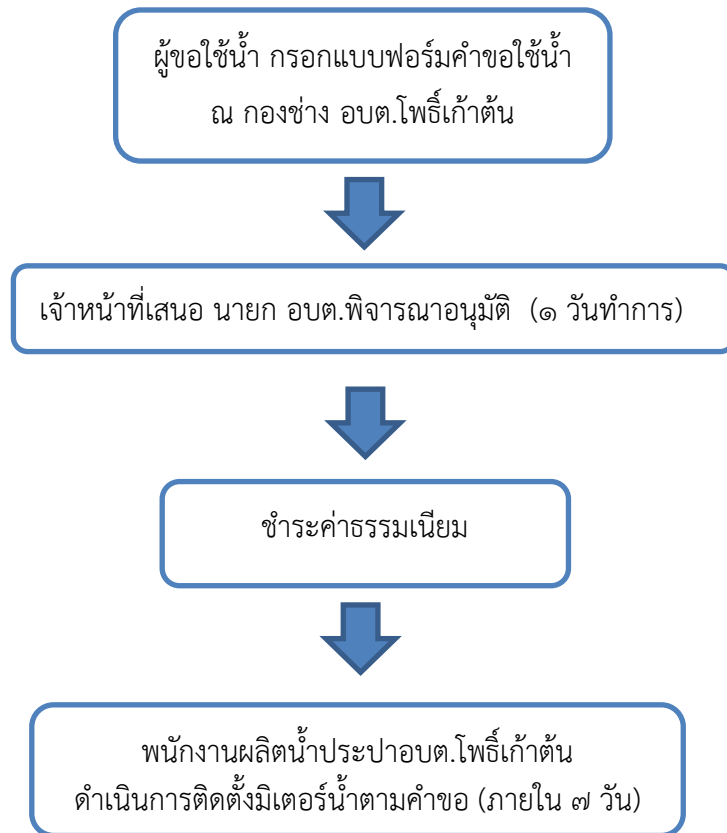 ผู้ขอใช้น้ำ กรอกแบบฟอร์มคำขอใช้น้ำ
ณ กองช่าง อบต.โพธิ์เก้าต้น
เจ้าหน้าที่เสนอ นายก อบต.พิจารณาอนุมัติ (๑ วันทำการ)
ชำระค่าธรรมเนียม
พนักงานผลิตน้ำประปาอบต.โพธิ์เก้าต้น
ดำเนินการติดตั้งมิเตอร์น้ำตามคำขอ (ภายใน ๗ วัน)